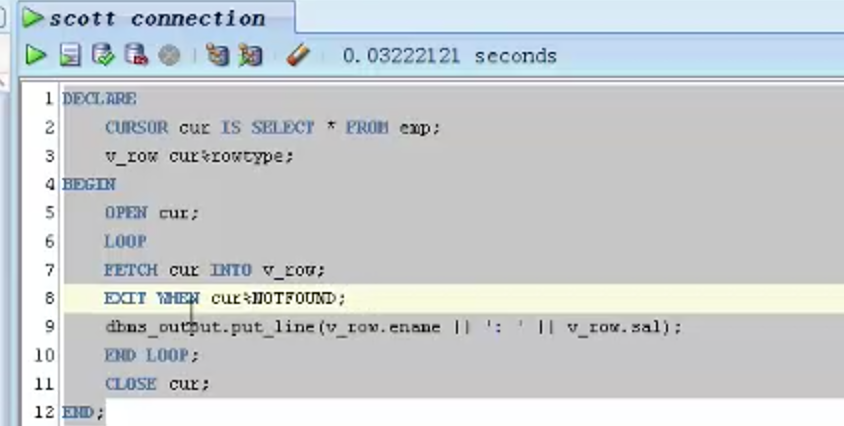 scott connection
0.03222121 seconds
1 DECLARE
2 CURSOR cur IS SELECT * FROM emp;
3 v_row cur%rowtype;
4 BEGIN
5 OPEN cur;
6 LOOP
7 FETCH cur INTO v_row;
8 EXIT WHEN cur%NOTFOUND;
9 dbms_output.put_line(v_row.ename || ': ' || v_row.sal);
10 END LOOP;
11 CLOSE cur;
12 END;